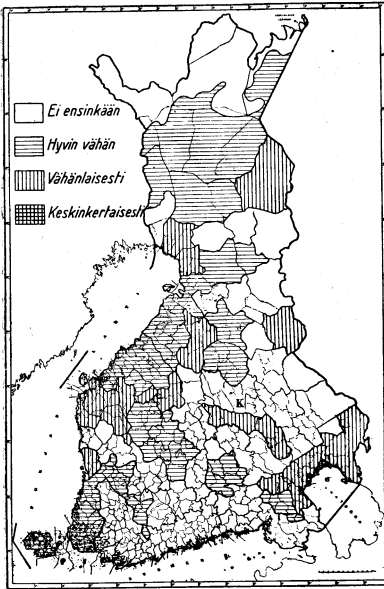 Ei ensinkään
Hyvin vähän
Vähänlaisesti
Keskinkertaisesti
K